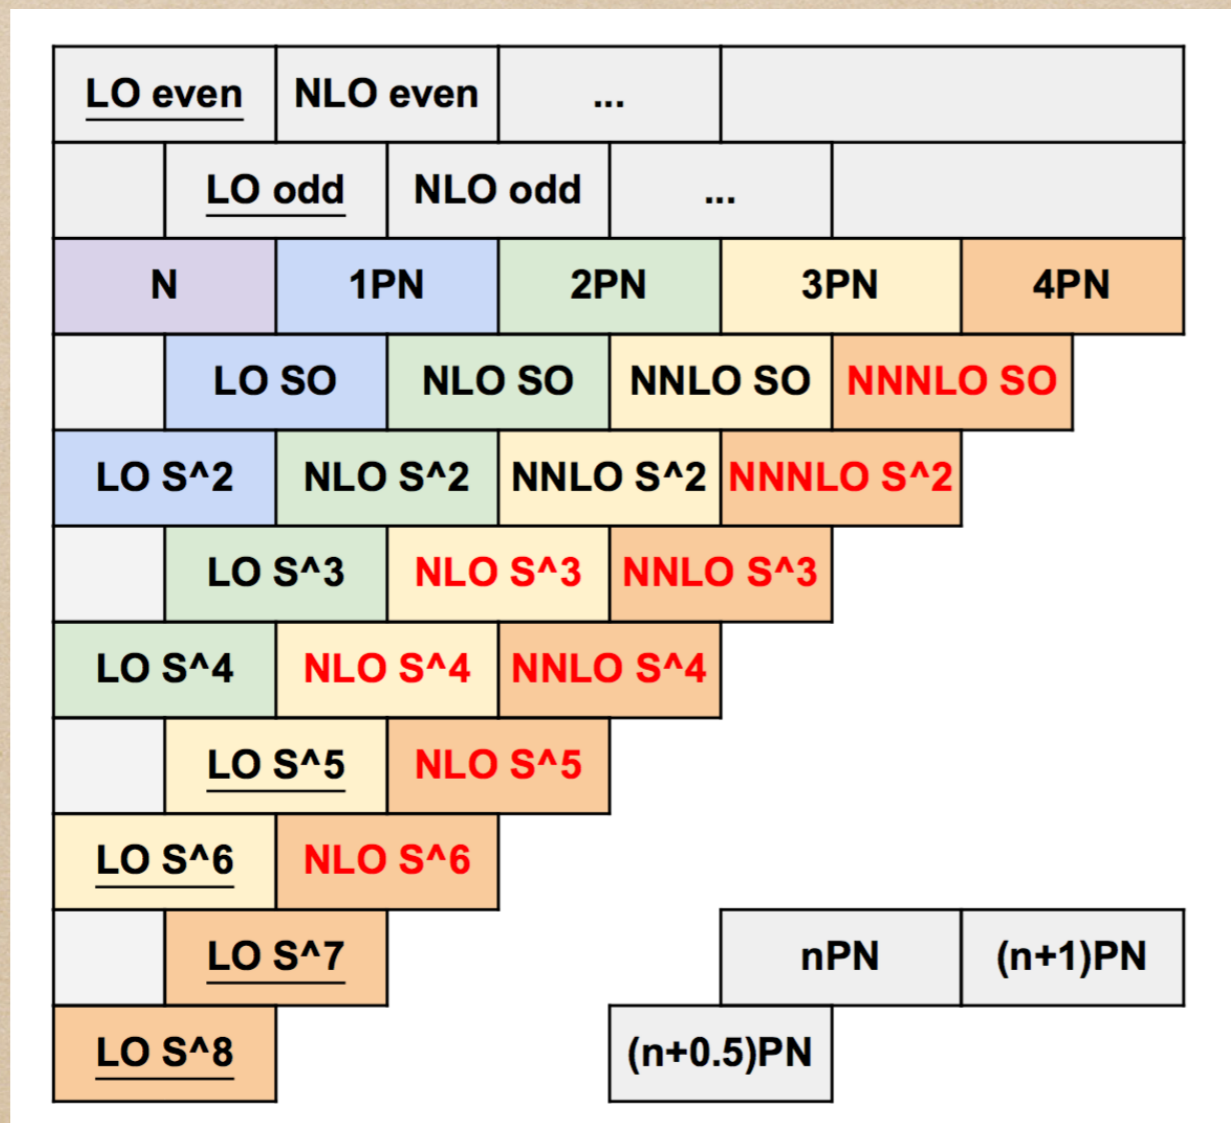 LO even NLO even ...
LO odd NLO odd ...
N 1PN 2PN 3PN 4PN
LO SO NLO SO NNLO SO NNNLO SO
LO S^2 NLO S^2 NNLO S^2 NNNLO S^2
LO S^3 NLO S^3 NNLO S^3
LO S^4 NLO S^4 NNLO S^4
LO S^5 NLO S^5
LO S^6 NLO S^6
LO S^7 nPN (n+1)PN
LO S^8 (n+0.5)PN